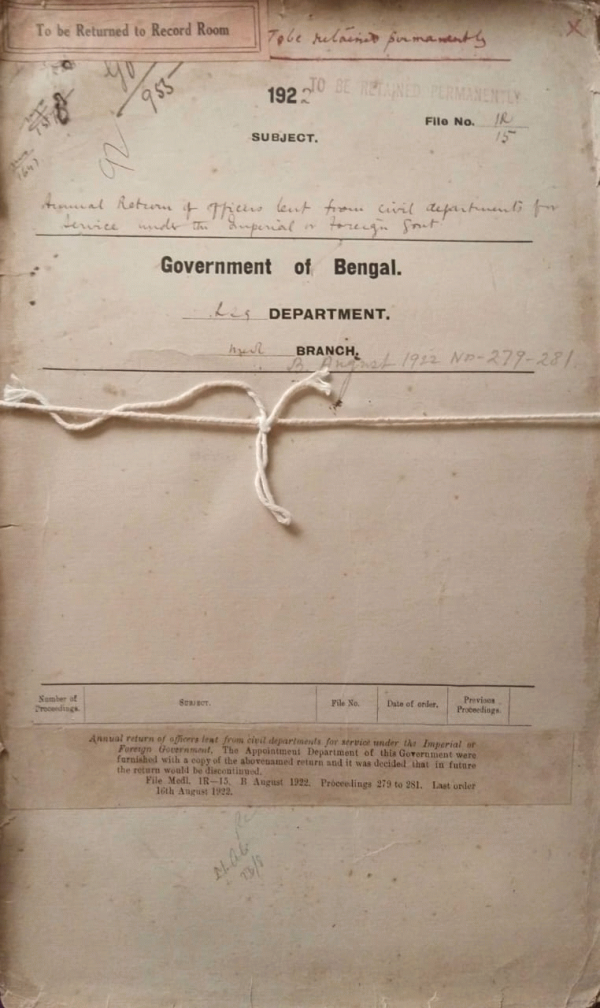 To be Returned to Record Room
To be retained permanently
TO BE RETAINED PERMANENTLY
90/955
92
1922
File No. 1R/15
SUBJECT.
Annual Return of officers lent from civil departments for
service under the Imperial or Foreign Govt
Government of Bengal.
DEPARTMENT.
Medl BRANCH.
B. August 1922 No-279-281
Number of Proceedings.
SUBJECT.
File No.
Date of order.
Previous Proceedings.
Annual return of officers lent from civil departments for service under the Imperial or
Foreign Government. The Appointment Department of this Government were
furnished with a copy of the abovenamed return and it was decided that in future
the return would be discontinued.
File Medl. 1R—15, B August 1922. Proceedings 279 to 281. Last order
16th August 1922.